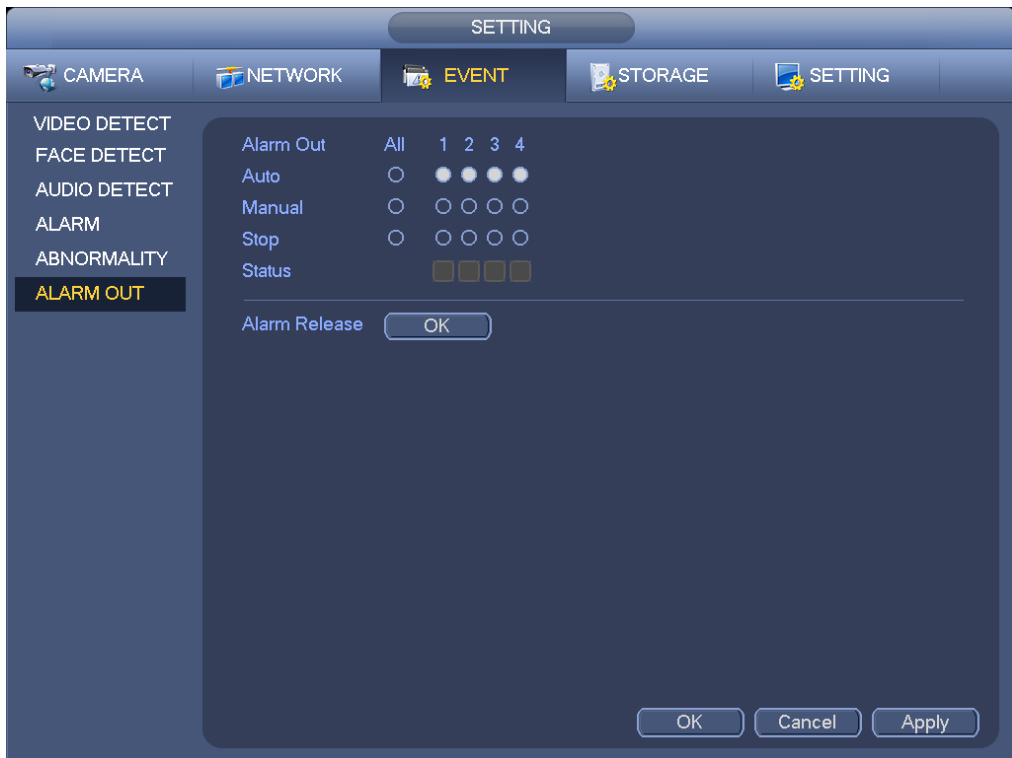 SETTING
CAMERA NETWORK EVENT STORAGE SETTING
VIDEO DETECT
FACE DETECT
AUDIO DETECT
ALARM
ABNORMALITY
ALARM OUT
Alarm Out All 1 2 3 4
Auto
Manual
Stop
Status
Alarm Release OK
OK Cancel Apply